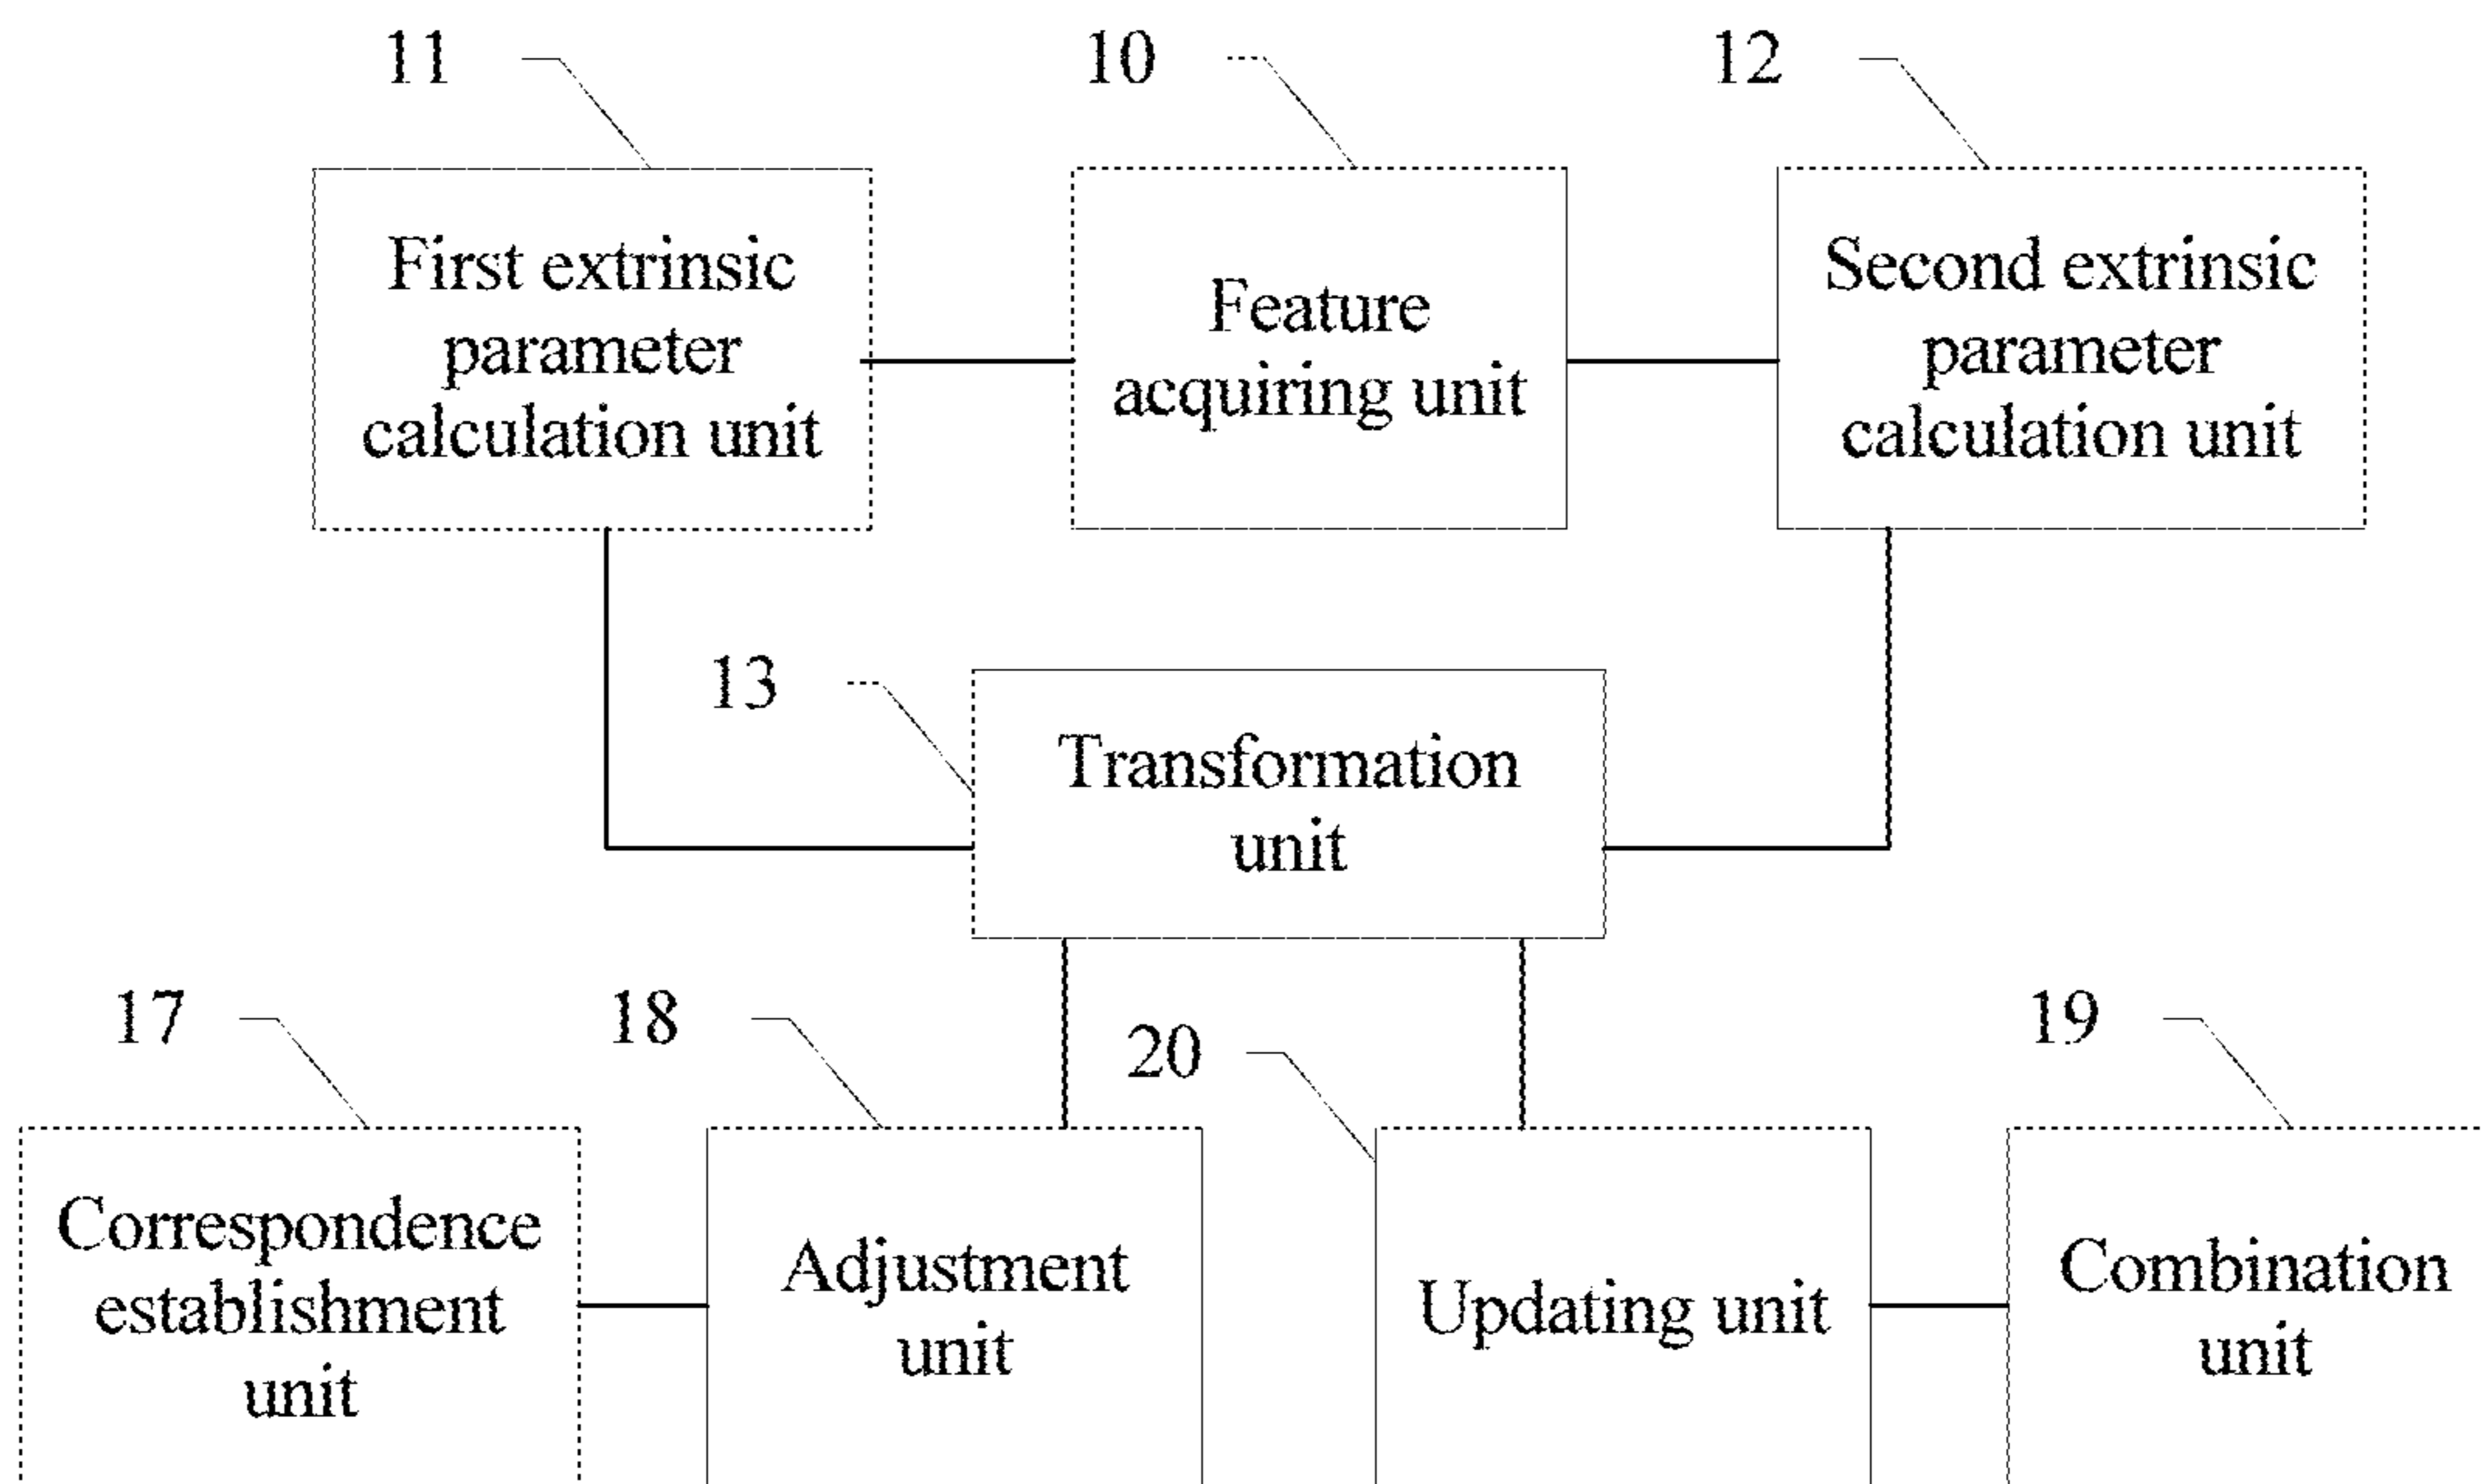 11
10
12
First extrinsic
parameter
calculation unit
Feature
acquiring unit
Second extrinsic
parameter
calculation unit
13
Transformation
unit
17
18
20
19
Correspondence
establishment
unit
Adjustment
unit
Updating unit
Combination
unit